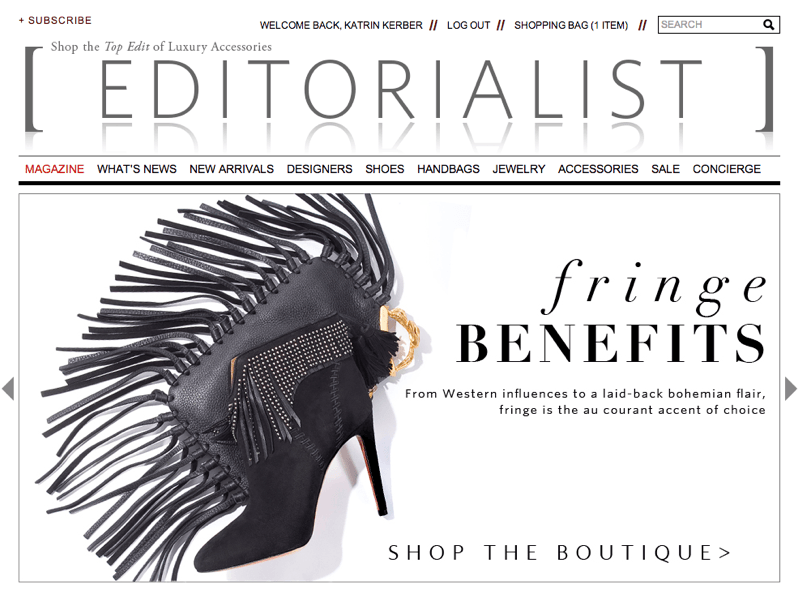 + SUBSCRIBE
WELCOME BACK, KATRIN KERBER // LOG OUT // SHOPPING BAG (1 ITEM) // SEARCH
Shop the Top Edit of Luxury Accessories
[ EDITORIALIST ]
MAGAZINE WHAT'S NEWS NEW ARRIVALS DESIGNERS SHOES HANDBAGS JEWELRY ACCESSORIES SALE CONCIERGE
fringe
BENEFITS
From Western influences to a laid-back bohemian flair,
fringe is the au courant accent of choice
SHOP THE BOUTIQUE>